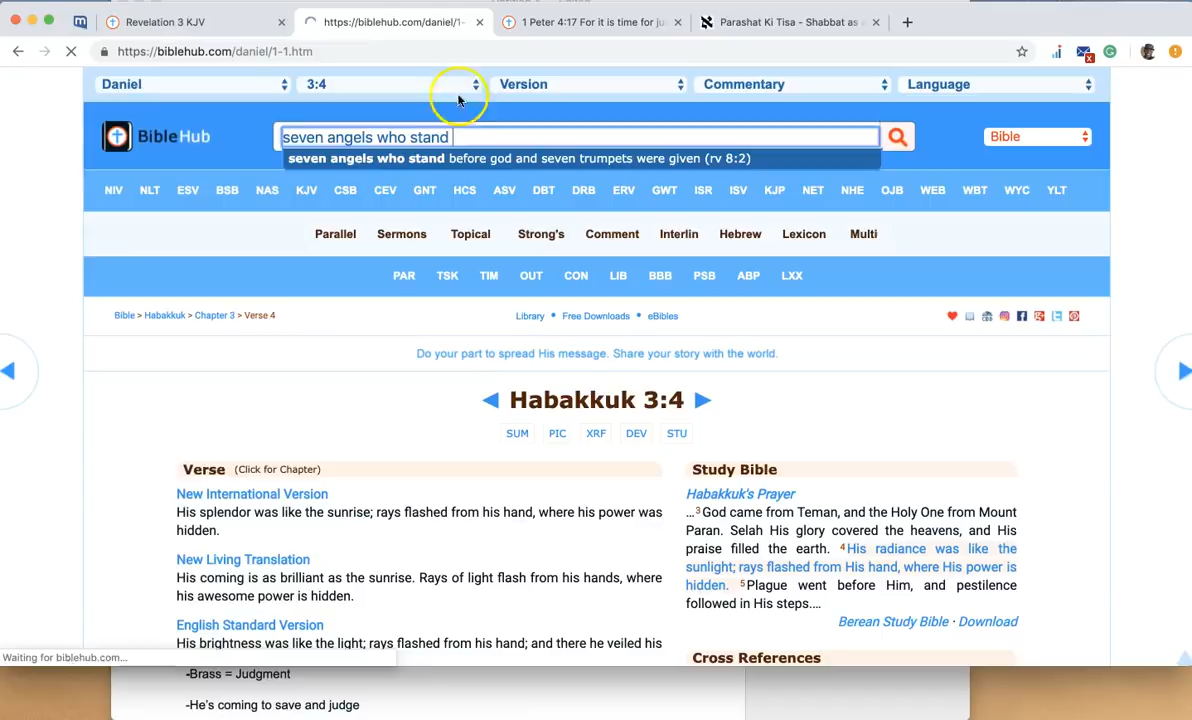 Revelation 3 KJV
https://biblehub.com/daniel/1-
1 Peter 4:17 For it is time for ju
Parashat Ki Tisa - Shabbat as
https://biblehub.com/daniel/1-1.htm
Daniel 3:4 Version Commentary Language
BibleHub seven angels who stand Bible
seven angels who stand before god and seven trumpets were given (rv 8:2)
NIV NLT ESV BSB NAS KJV CSB CEV GNT HCS ASV DBT DRB ERV GWT ISR ISV KJP NET NHE OJB WEB WBT WYC YLT
Parallel Sermons Topical Strong's Comment Interlin Hebrew Lexicon Multi
PAR TSK TIM OUT CON LIB BBB PSB ABP LXX
Bible > Habakkuk > Chapter 3 > Verse 4
Library • Free Downloads • eBibles
Do your part to spread His message. Share your story with the world.
◄ Habakkuk 3:4 ►
SUM PIC XRF DEV STU
Verse (Click for Chapter)
New International Version
His splendor was like the sunrise; rays flashed from his hand, where his power was
hidden.
New Living Translation
His coming is as brilliant as the sunrise. Rays of light flash from his hands, where
his awesome power is hidden.
English Standard Version
His brightness was like the light; rays flashed from his hand; and there he veiled his
Study Bible
Habakkuk's Prayer
…3God came from Teman, and the Holy One from Mount
Paran. Selah His glory covered the heavens, and His
praise filled the earth. 4His radiance was like the
sunlight; rays flashed from His hand, where His power is
hidden. 5Plague went before Him, and pestilence
followed in His steps.…
Berean Study Bible · Download
Cross References
Waiting for biblehub.com...
-Brass = Judgment
-He's coming to save and judge